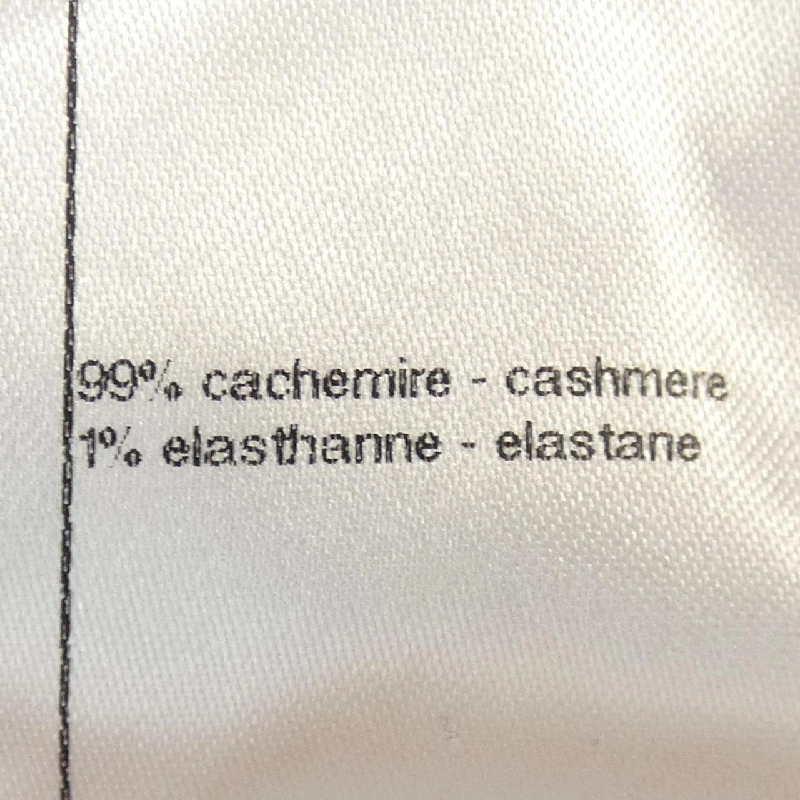 99% cachemire - cashmere
1% elasthanne - elastane